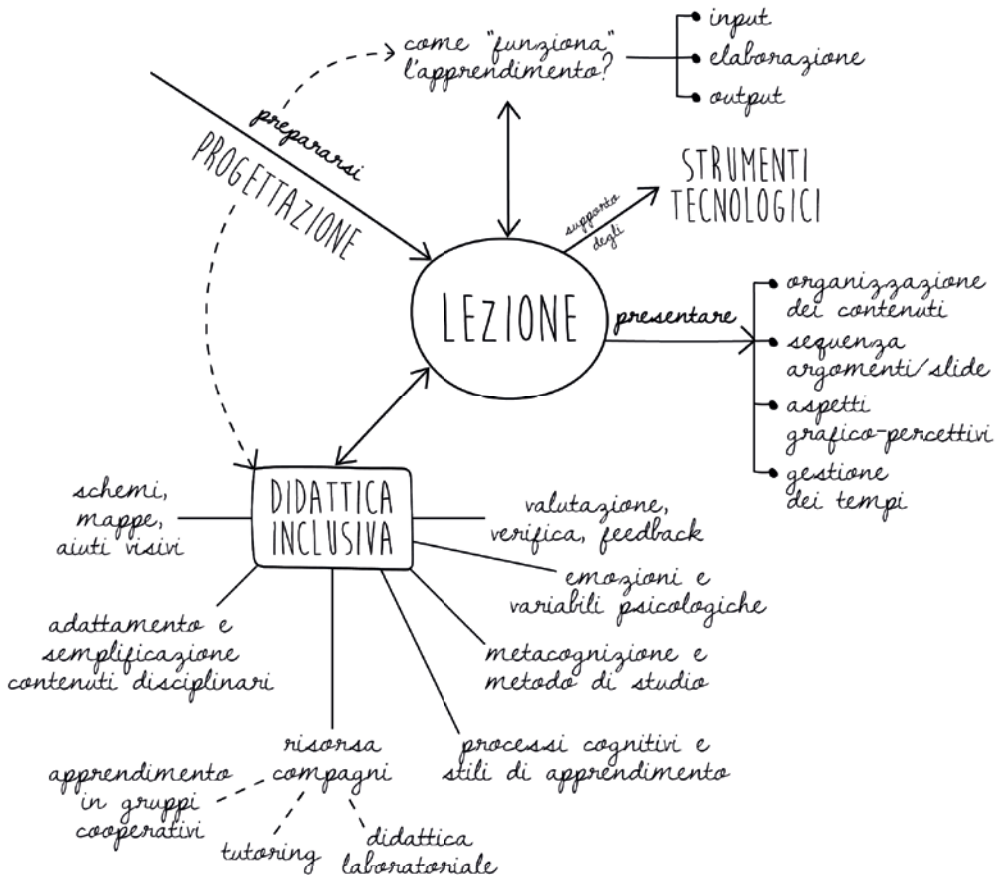 come "funziona"
l'apprendimento?
input
elaborazione
output
prepararsi
PROGETTAZIONE
supporto
degli
STRUMENTI
TECNOLOGICI
LEZIONE
presentare
organizzazione
dei contenuti
sequenza
argomenti/slide
aspetti
grafico-percettivi
gestione
dei tempi
DIDATTICA
INCLUSIVA
schemi,
mappe,
aiuti visivi
valutazione,
verifica, feedback
emozioni e
variabili psicologiche
adattamento e
semplificazione
contenuti disciplinari
metacognizione e
metodo di studio
risorsa
compagni
processi cognitivi e
stili di apprendimento
apprendimento
in gruppi
cooperativi
tutoring
didattica
laboratoriale